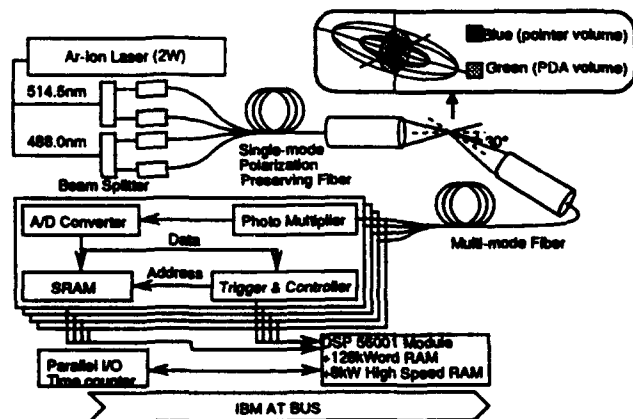 Ar-Ion Laser (2W)
Blue (pointer volume)
Green (PDA volume)
514.5nm
488.0nm
Beam Splitter
Single-mode
Polarization
Preserving Fiber
30°
A/D Converter
Photo Multiplier
Multi-mode Fiber
Data
Address
SRAM
Trigger & Controller
DSP 56001 Module
+128kWord RAM
+8kW High Speed RAM
Parallel I/O
Time counter
IBM AT BUS